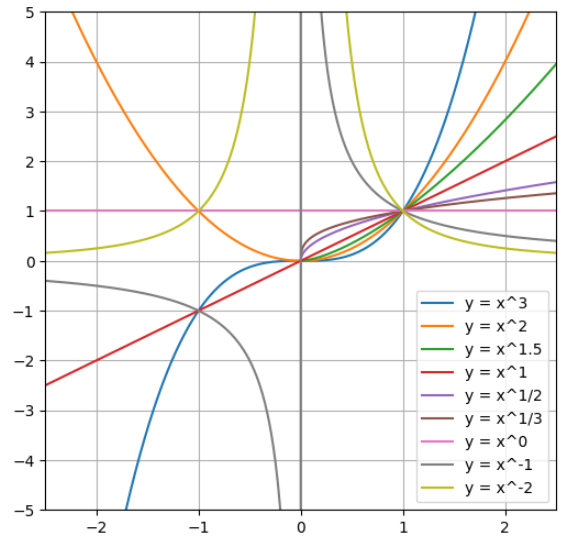 5
4
3
2
1
0
−1
−2
−3
−4
−5
−2 −1 0 1 2
y = x^3
y = x^2
y = x^1.5
y = x^1
y = x^1/2
y = x^1/3
y = x^0
y = x^-1
y = x^-2